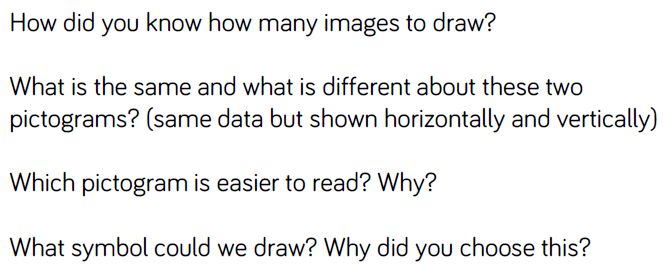 How did you know how many images to draw?
What is the same and what is different about these two
pictograms? (same data but shown horizontally and vertically)
Which pictogram is easier to read? Why?
What symbol could we draw? Why did you choose this?